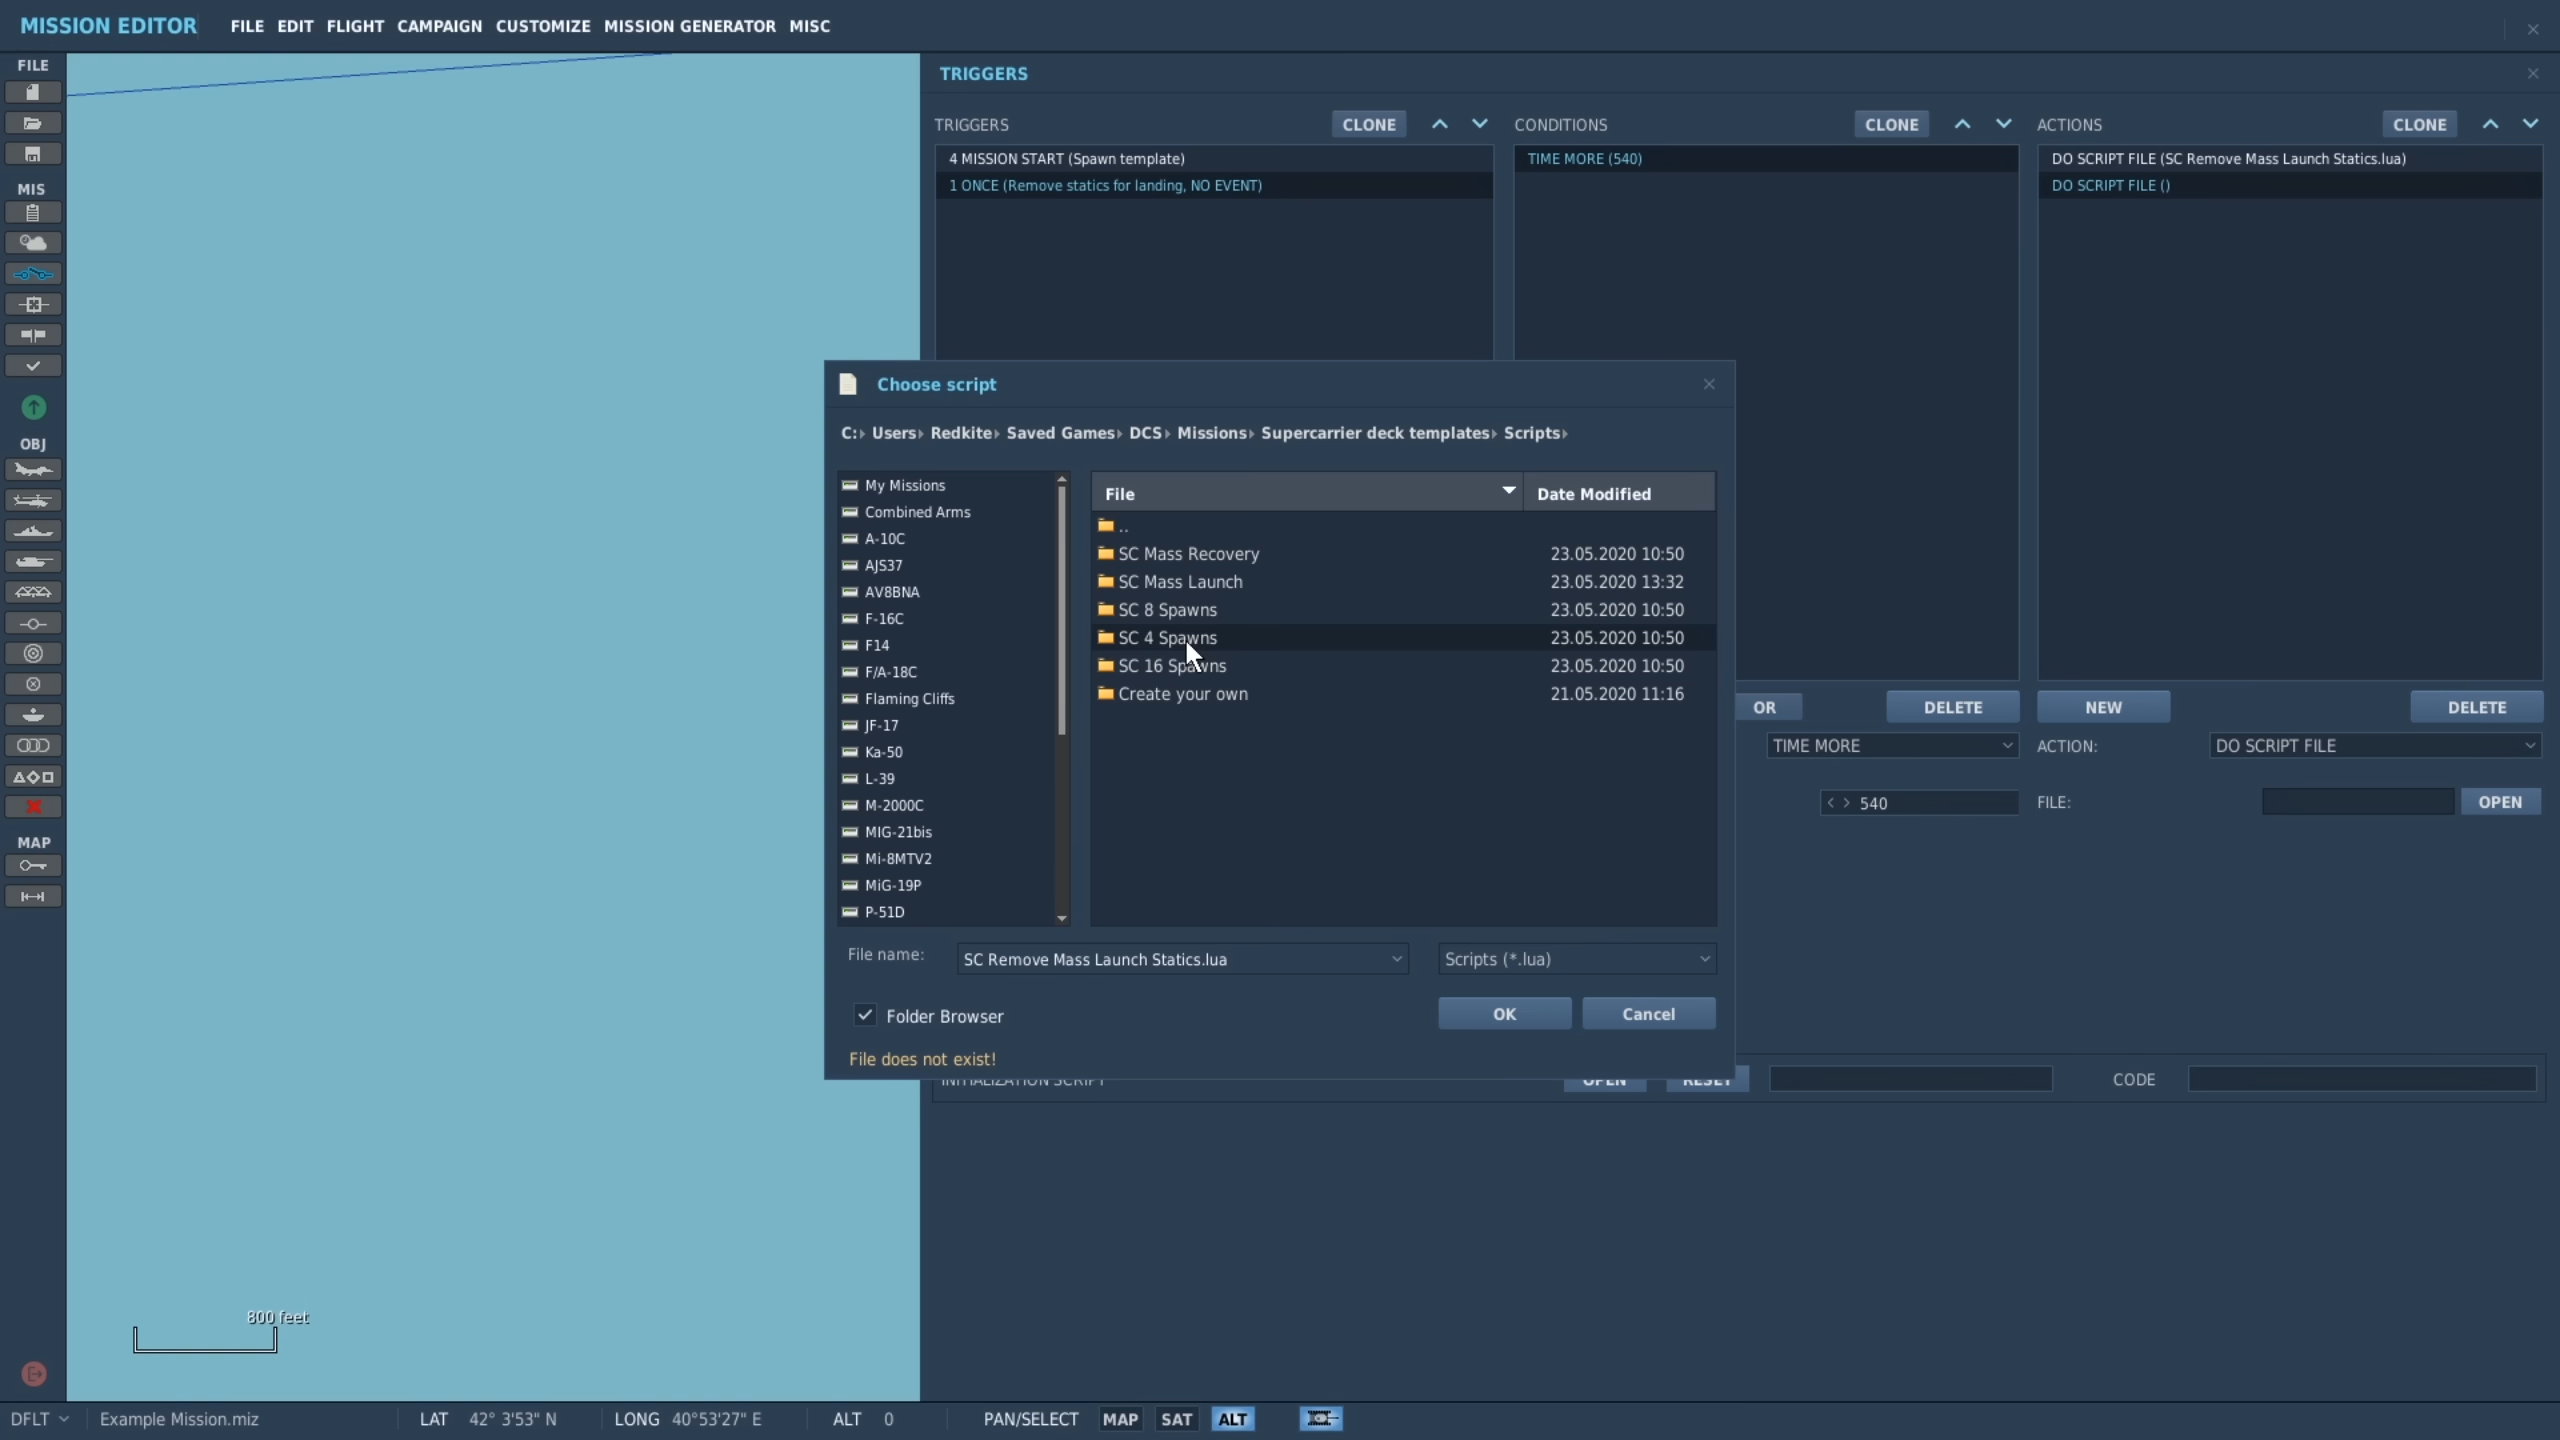 MISSION EDITOR FILE EDIT FLIGHT CAMPAIGN CUSTOMIZE MISSION GENERATOR MISC
FILE
MIS
OBJ
MAP
TRIGGERS
TRIGGERS CLONE CONDITIONS CLONE ACTIONS CLONE
4 MISSION START (Spawn template) TIME MORE (540) DO SCRIPT FILE (SC Remove Mass Launch Statics.lua)
1 ONCE (Remove statics for landing, NO EVENT) DO SCRIPT FILE ()
Choose script
C: Users Redkite Saved Games DCS Missions Supercarrier deck templates Scripts
My Missions
Combined Arms
A-10C
AJS37
AV8BNA
F-16C
F14
F/A-18C
Flaming Cliffs
JF-17
Ka-50
L-39
M-2000C
MIG-21bis
Mi-8MTV2
MiG-19P
P-51D
File Date Modified
..
SC Mass Recovery 23.05.2020 10:50
SC Mass Launch 23.05.2020 13:32
SC 8 Spawns 23.05.2020 10:50
SC 4 Spawns 23.05.2020 10:50
SC 16 Spawns 23.05.2020 10:50
Create your own 21.05.2020 11:16
File name: SC Remove Mass Launch Statics.lua Scripts (*.lua)
Folder Browser OK Cancel
File does not exist!
OR DELETE NEW DELETE
TIME MORE ACTION: DO SCRIPT FILE
540 FILE: OPEN
INITIALIZATION SCRIPT OPEN RESET CODE
800 feet
DFLT Example Mission.miz LAT 42° 3'53" N LONG 40°53'27" E ALT 0 PAN/SELECT MAP SAT ALT